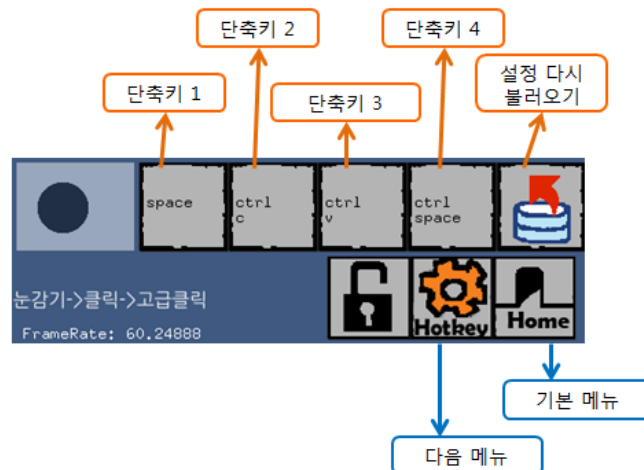 단축키 2
단축키 4
설정 다시
불러오기
단축키 1
단축키 3
space
ctrl
c
ctrl
v
ctrl
space
눈감기->클릭->고급클릭
FrameRate: 60.24888
Hotkey
Home
기본 메뉴
다음 메뉴